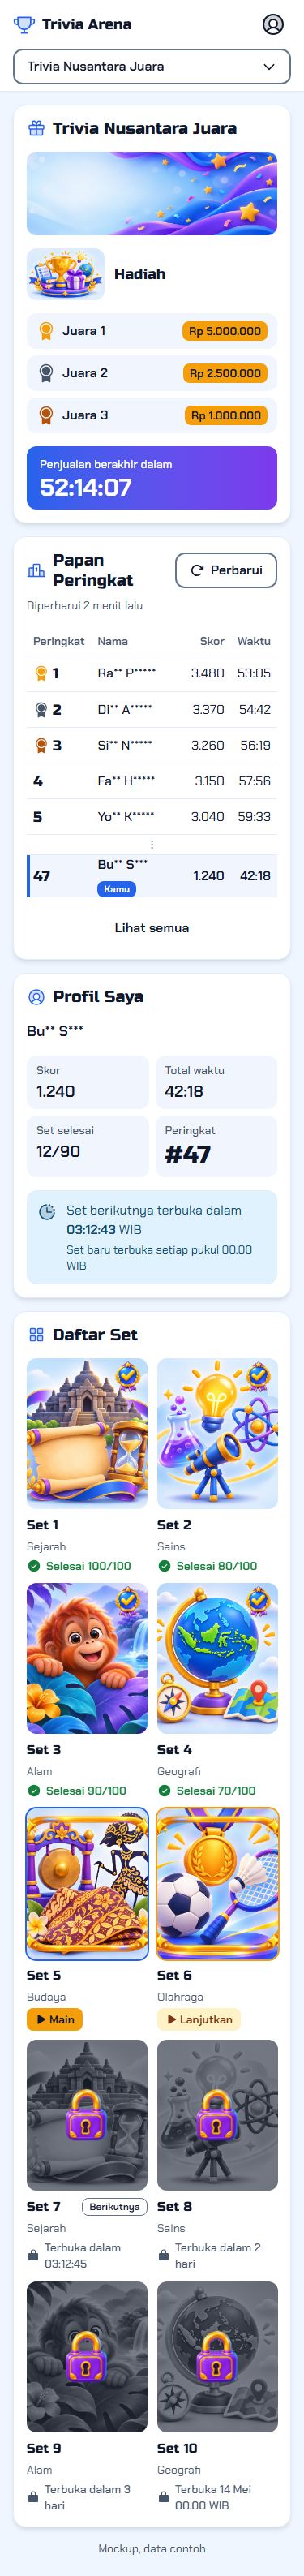 Trivia Arena
Trivia Nusantara Juara
Trivia Nusantara Juara
Hadiah
Juara 1 Rp 5.000.000
Juara 2 Rp 2.500.000
Juara 3 Rp 1.000.000
Penjualan berakhir dalam
52:14:07
Papan
Peringkat
Perbarui
Diperbarui 2 menit lalu
Peringkat Nama Skor Waktu
1 Ra** P***** 3.480 53:05
2 Di** A***** 3.370 54:42
3 Si** N***** 3.260 56:19
4 Fa** H***** 3.150 57:56
5 Yo** K***** 3.040 59:33
⋮
47 Bu** S*** 1.240 42:18
Kamu
Lihat semua
Profil Saya
Bu** S***
Skor
1.240
Total waktu
42:18
Set selesai
12/90
Peringkat
#47
Set berikutnya terbuka dalam
03:12:43 WIB
Set baru terbuka setiap pukul 00.00
WIB
Daftar Set
Set 1
Sejarah
Selesai 100/100
Set 2
Sains
Selesai 80/100
Set 3
Alam
Selesai 90/100
Set 4
Geografi
Selesai 70/100
Set 5
Budaya
Main
Set 6
Olahraga
Lanjutkan
Set 7 Berikutnya
Sejarah
Terbuka dalam
03:12:45
Set 8
Sains
Terbuka dalam 2
hari
Set 9
Alam
Terbuka dalam 3
hari
Set 10
Geografi
Terbuka 14 Mei
00.00 WIB
Mockup, data contoh